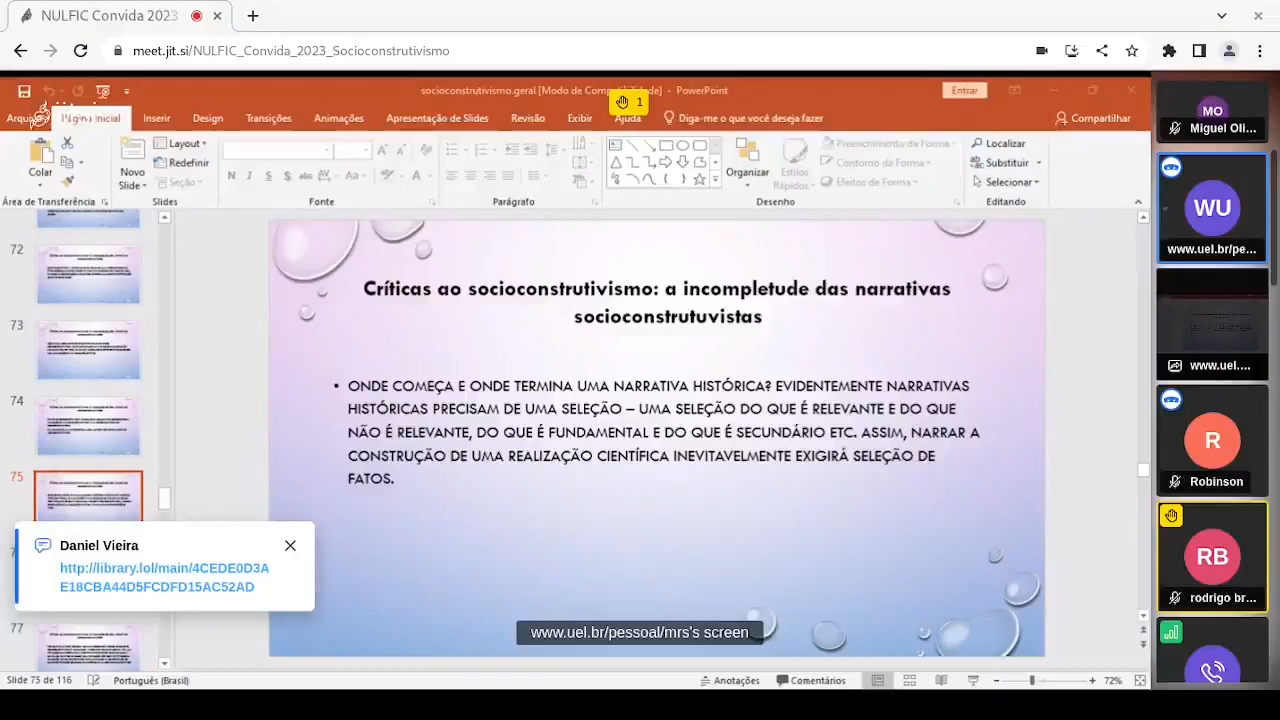 NULFIC Convida 2023
meet.jit.si/NULFIC_Convida_2023_Socioconstrutivismo
socioconstrutivismo.geral [Modo de Compatibilidade] - PowerPoint
Entrar
1
Página Inicial
Inserir
Design
Transições
Animações
Apresentação de Slides
Revisão
Exibir
Ajuda
Diga-me o que você deseja fazer
Compartilhar
Colar
Novo
Slide
Layout
Redefinir
Seção
Organizar
Estilos
Rápidos
Preenchimento da Forma
Contorno da Forma
Efeitos de Forma
Localizar
Substituir
Selecionar
Área de Transferência
Slides
Fonte
Parágrafo
Desenho
Editando
72
73
74
75
77
Críticas ao socioconstrutivismo: a incompletude das narrativas
socioconstrutuvistas
• ONDE COMEÇA E ONDE TERMINA UMA NARRATIVA HISTÓRICA? EVIDENTEMENTE NARRATIVAS
HISTÓRICAS PRECISAM DE UMA SELEÇÃO – UMA SELEÇÃO DO QUE É RELEVANTE E DO QUE
NÃO É RELEVANTE, DO QUE É FUNDAMENTAL E DO QUE É SECUNDÁRIO ETC. ASSIM, NARRAR A
CONSTRUÇÃO DE UMA REALIZAÇÃO CIENTÍFICA INEVITAVELMENTE EXIGIRÁ SELEÇÃO DE
FATOS.
Daniel Vieira
http://library.lol/main/4CEDE0D3A
E18CBA44D5FCDFD15AC52AD
www.uel.br/pessoal/mrs's screen
Slide 75 de 116
Português (Brasil)
Anotações
Comentários
72%
MO
Miguel Oli...
WU
www.uel.br/pe...
www.uel....
R
Robinson
RB
rodrigo br...